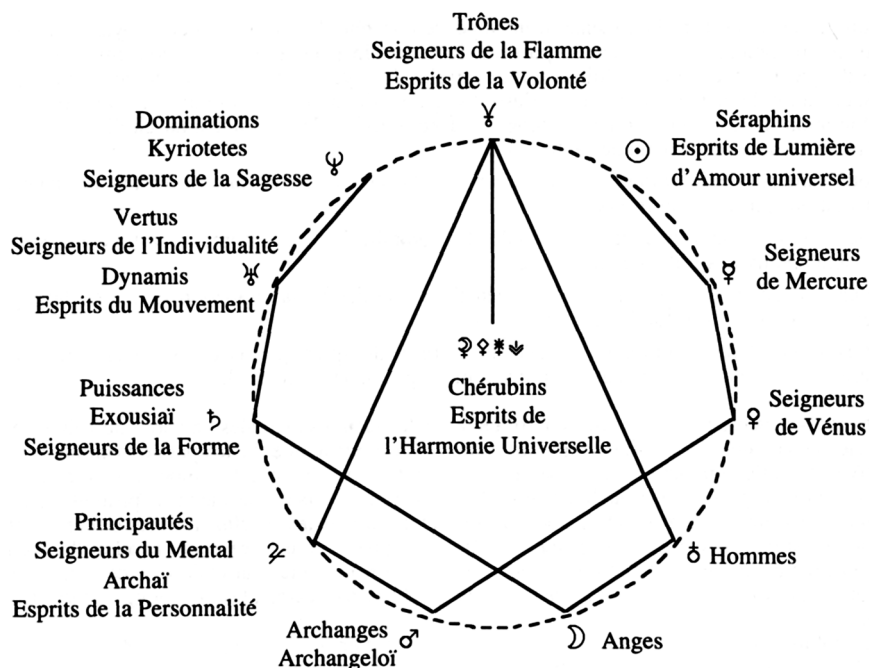 Trônes
Seigneurs de la Flamme
Esprits de la Volonté
Dominations
Kyriotetes
Seigneurs de la Sagesse
Séraphins
Esprits de Lumière
d'Amour universel
Vertus
Seigneurs de l'Individualité
Dynamis
Esprits du Mouvement
Seigneurs
de Mercure
Puissances
Exousiaï
Seigneurs de la Forme
Chérubins
Esprits de
l'Harmonie Universelle
Seigneurs
de Vénus
Principautés
Seigneurs du Mental
Archaï
Esprits de la Personnalité
Hommes
Archanges
Archangeloï
Anges